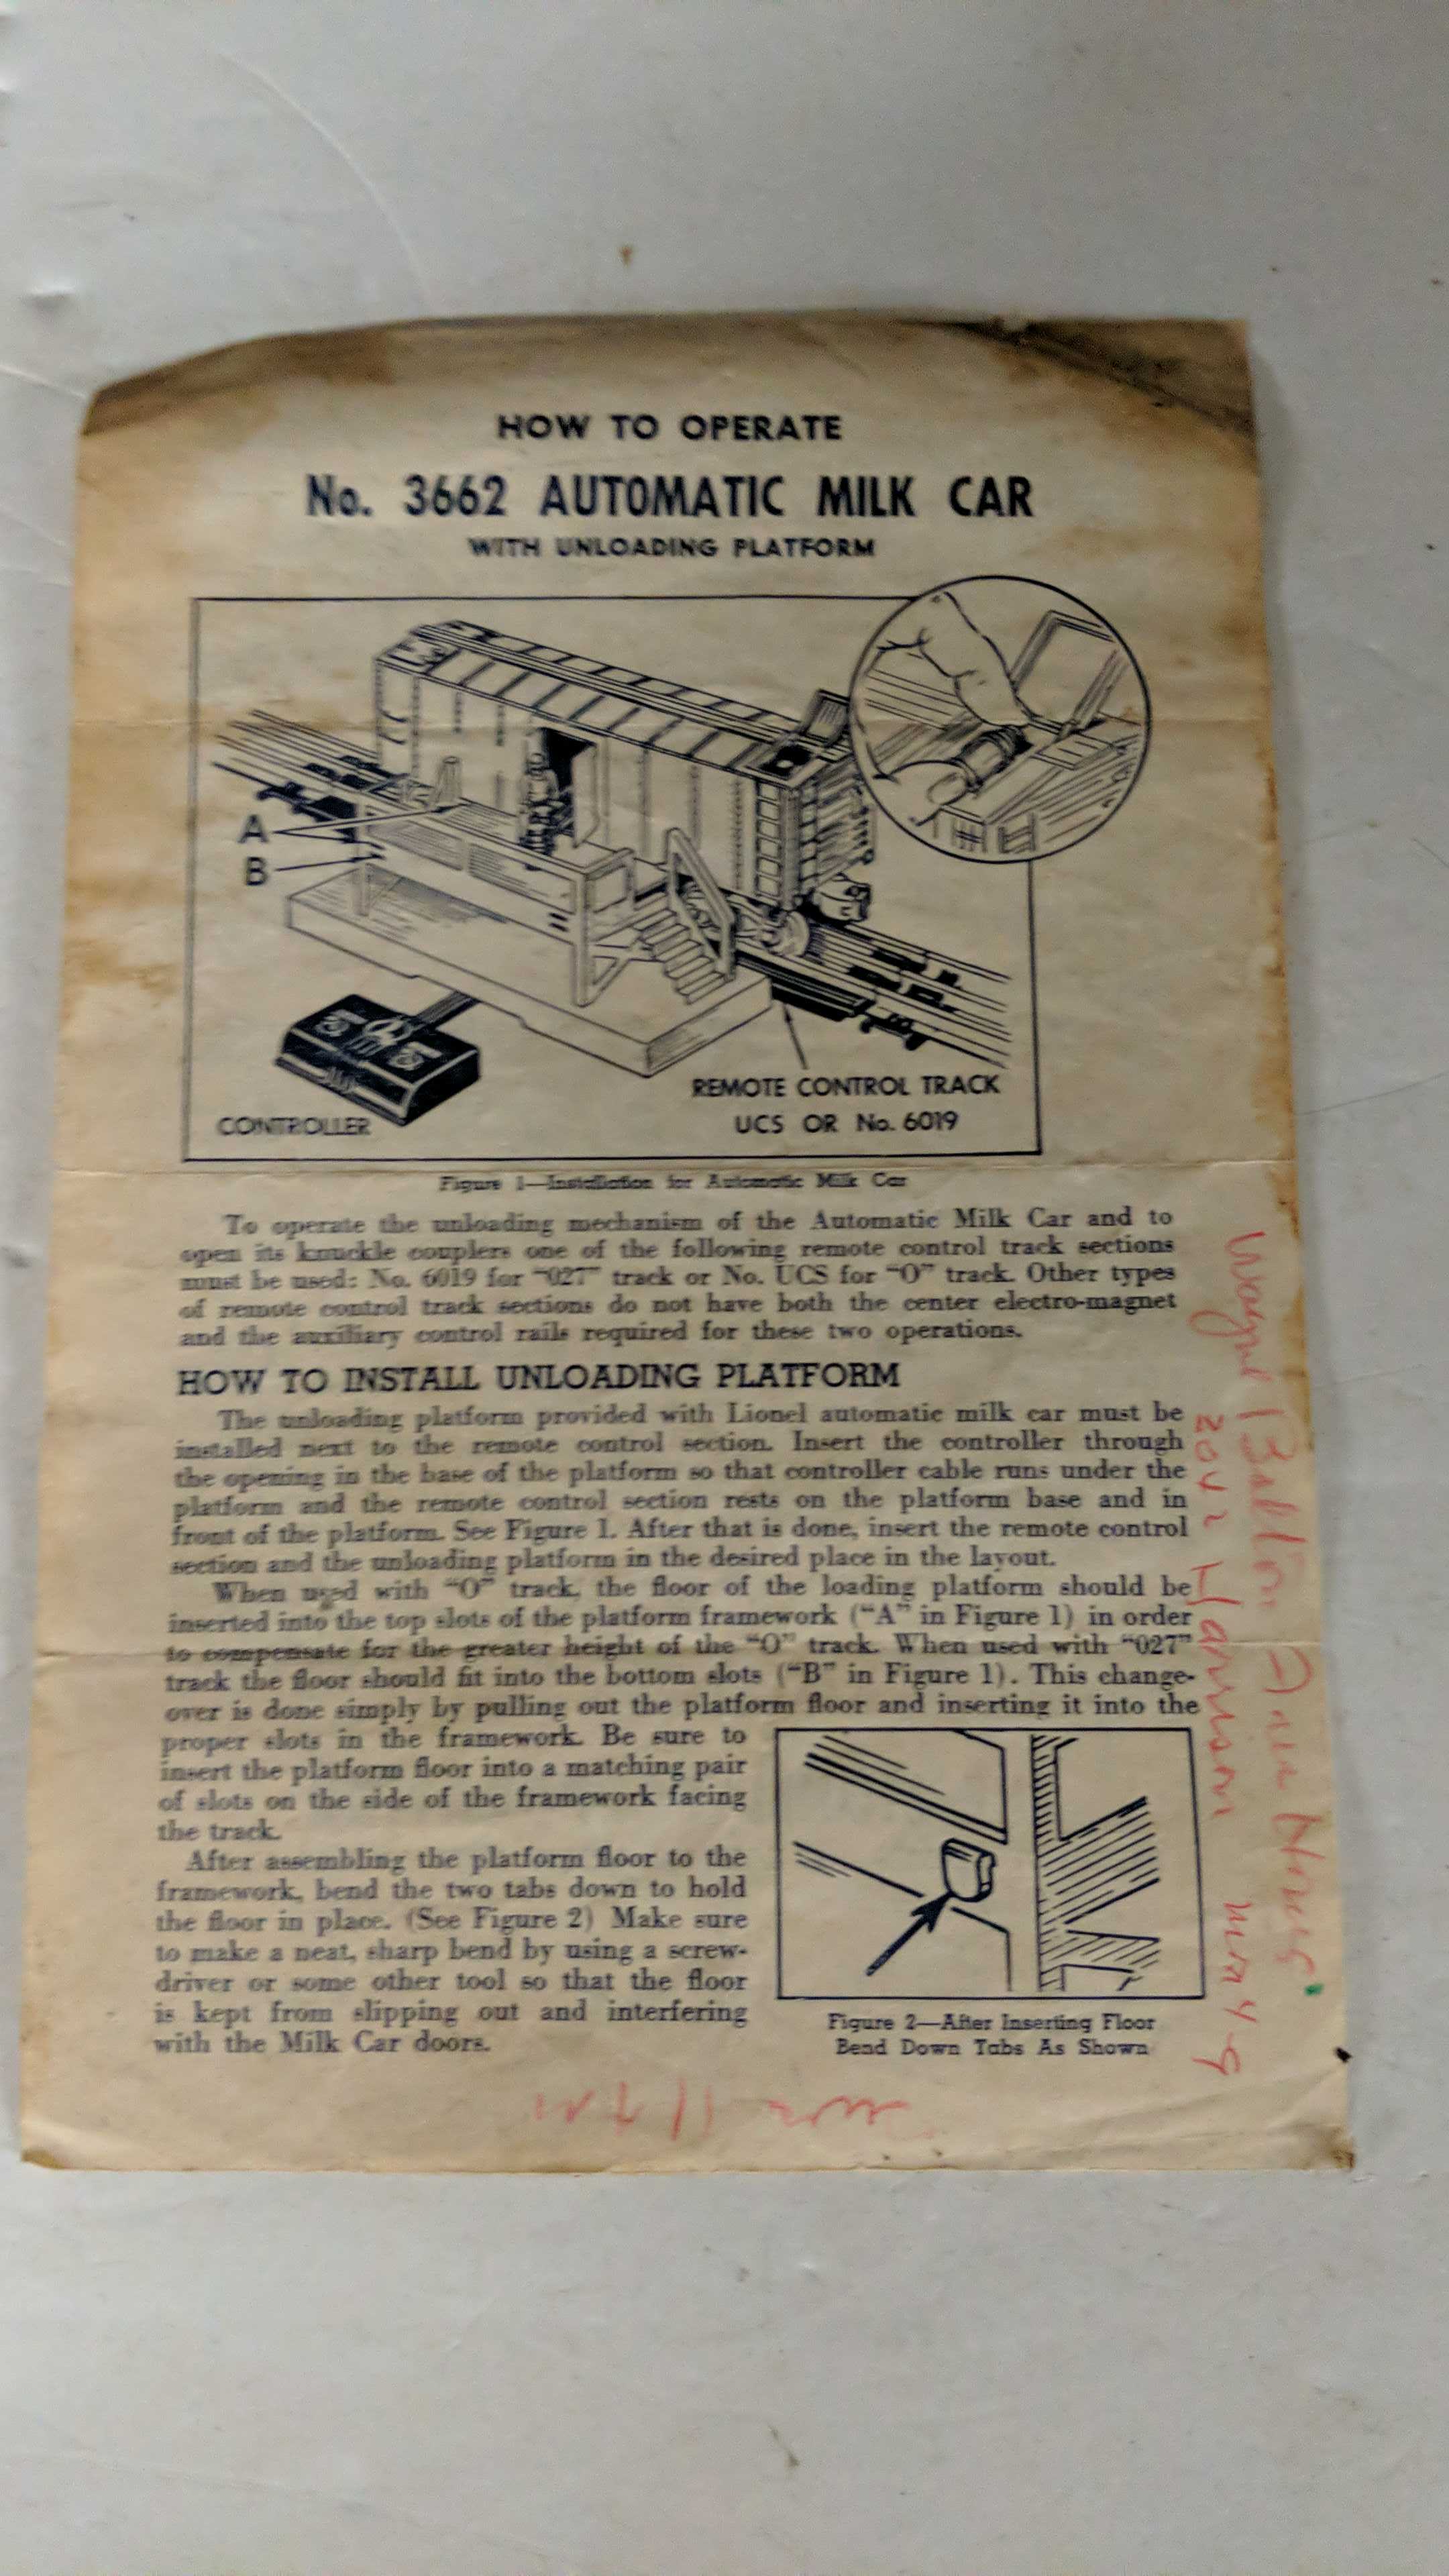 HOW TO OPERATE
No. 3662 AUTOMATIC MILK CAR
WITH UNLOADING PLATFORM
A
B
CONTROLLER
REMOTE CONTROL TRACK
UCS OR No. 6019
Figure 1—Installation for Automatic Milk Car
To operate the unloading mechanism of the Automatic Milk Car and to
open its knuckle couplers one of the following remote control track sections
must be used: No. 6019 for "027" track or No. UCS for "O" track. Other types
of remote control track sections do not have both the center electro-magnet
and the auxiliary control rails required for these two operations.
HOW TO INSTALL UNLOADING PLATFORM
The unloading platform provided with Lionel automatic milk car must be
installed next to the remote control section. Insert the controller through
the opening in the base of the platform so that controller cable runs under the
platform and the remote control section rests on the platform base and in
front of the platform. See Figure 1. After that is done, insert the remote control
section and the unloading platform in the desired place in the layout.
When used with "O" track, the floor of the loading platform should be
inserted into the top slots of the platform framework ("A" in Figure 1) in order
to compensate for the greater height of the "O" track. When used with "027"
track the floor should fit into the bottom slots ("B" in Figure 1). This change-
over is done simply by pulling out the platform floor and inserting it into the
proper slots in the framework. Be sure to
insert the platform floor into a matching pair
of slots on the side of the framework facing
the track.
After assembling the platform floor to the
framework, bend the two tabs down to hold
the floor in place. (See Figure 2) Make sure
to make a neat, sharp bend by using a screw-
driver or some other tool so that the floor
is kept from slipping out and interfering
with the Milk Car doors.
Figure 2—After Inserting Floor
Bend Down Tabs As Shown
Wayne
Harrison